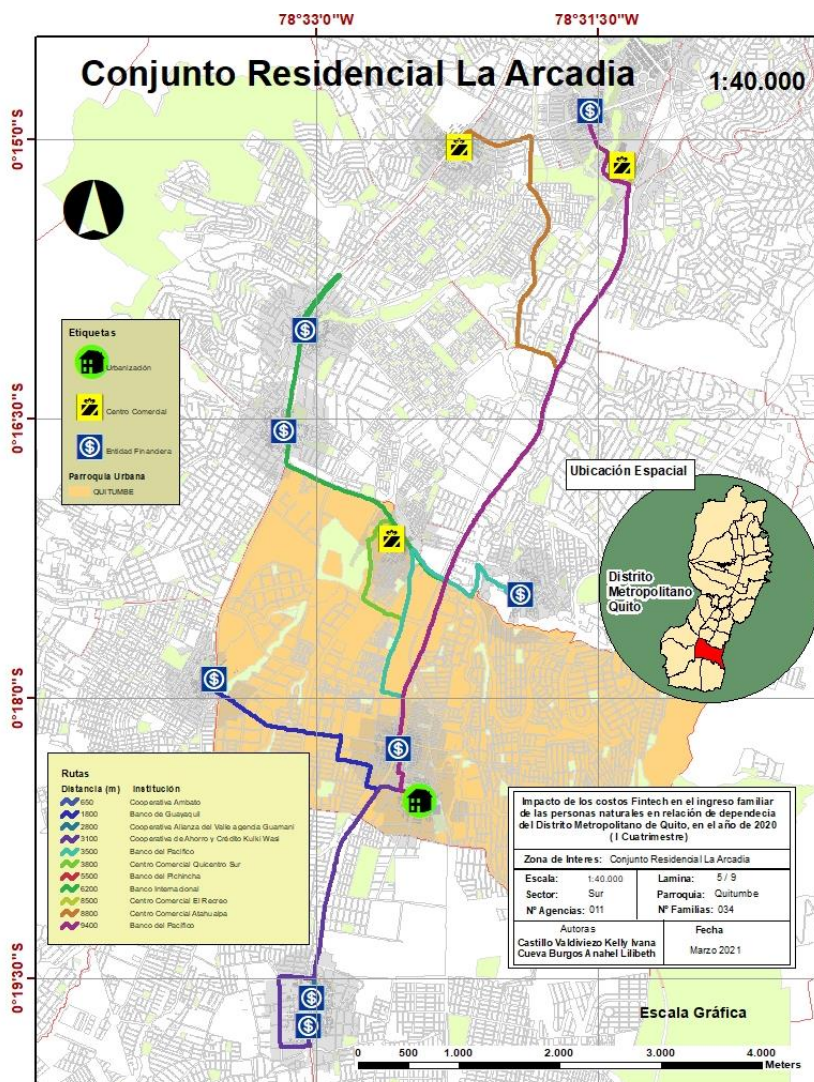 78°33'0"W 78°31'30"W
Conjunto Residencial La Arcadia
1:40.000
0°15'0"S
0°16'30"S
0°18'0"S
0°19'30"S
Etiquetas
Urbanización
Centro Comercial
Entidad Financiera
Parroquia Urbana
QUITUMBE
Ubicación Espacial
Distrito
Metropolitano
Quito
Rutas
Distancia (m) Institución
650 Cooperativa Ambato
1800 Banco de Guayaquil
2800 Cooperativa Alianza del Valle agencia Guamaní
3100 Cooperativa de Ahorro y Crédito Kulki Wasi
3500 Banco del Pacífico
3800 Centro Comercial Quicentro Sur
5500 Banco del Pichincha
6200 Banco Internacional
8500 Centro Comercial El Recreo
8800 Centro Comercial Atahualpa
9400 Banco del Pacífico
Impacto de los costos Fintech en el ingreso familiar
de las personas naturales en relación de dependecia
del Distrito Metropolitano de Quito, en el año de 2020
( I Cuatrimestre)
Zona de Interes: Conjunto Residencial La Arcadia
Escala: 1:40.000 Lamina: 5 / 9
Sector: Sur Parroquia: Quitumbe
N° Agencias: 011 N° Familias: 034
Autoras Fecha
Castillo Valdiviezo Kelly Ivana
Cueva Burgos Anahel Lilibeth
Marzo 2021
Escala Gráfica
0 500 1.000 2.000 3.000 4.000
Meters